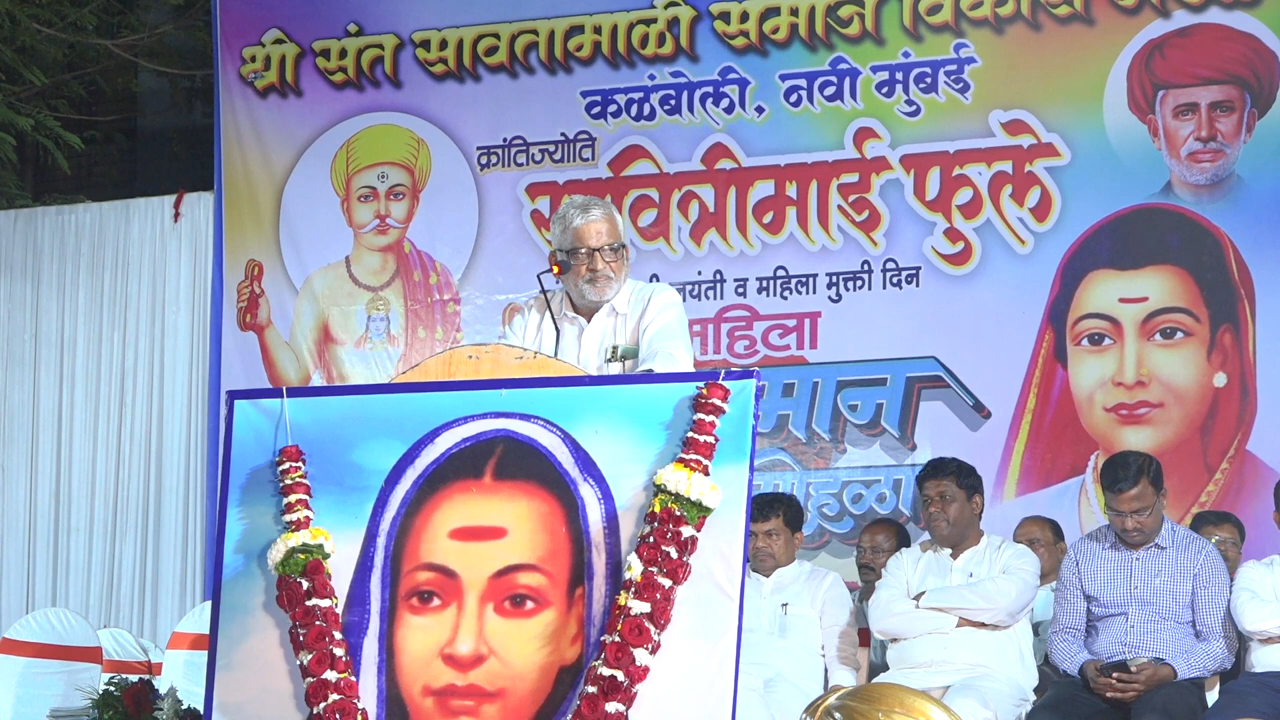 श्री संत सावतामाळी समाज विकास
कळंबोली, नवी मुंबई
क्रांतिज्योति
सावित्रीमाई फुले
जयंती व महिला मुक्ती दिन
महिला